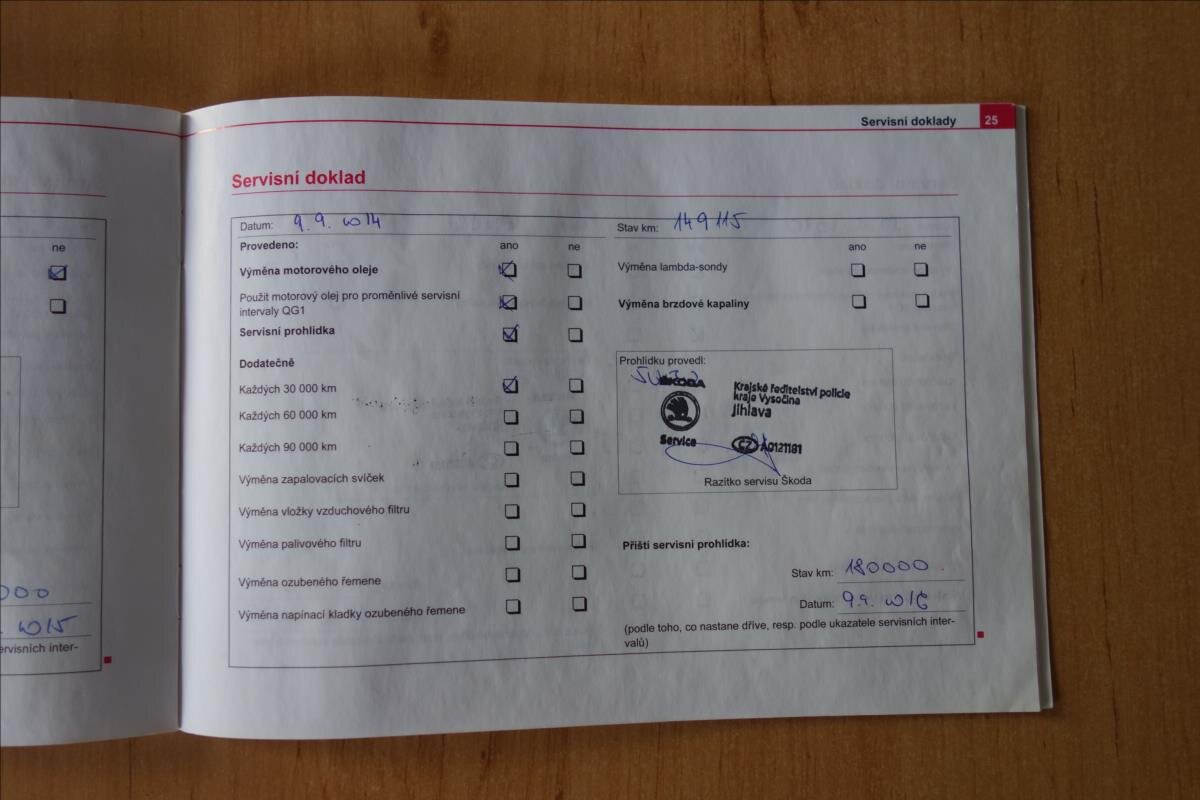 ne
000
2015
ervisních inter-
Servisní doklady 25
Servisní doklad
Datum: 9. 9. 2014
Provedeno: ano ne
Výměna motorového oleje
Použit motorový olej pro proměnlivé servisní
intervaly QG1
Servisní prohlídka
Dodatečně
Každých 30 000 km
Každých 60 000 km
Každých 90 000 km
Výměna zapalovacích svíček
Výměna vložky vzduchového filtru
Výměna palivového filtru
Výměna ozubeného řemene
Výměna napínací kladky ozubeného řemene
Stav km: 149115
ano ne
Výměna lambda-sondy
Výměna brzdové kapaliny
Prohlídku provedl:
ŠKODA
Service
Krajské ředitelství policie
kraje Vysočina
Jihlava
CZ A0121181
Razítko servisu Škoda
Příští servisní prohlídka:
Stav km: 180000
Datum: 9.9. 2016
(podle toho, co nastane dříve, resp. podle ukazatele servisních inter-
valů)